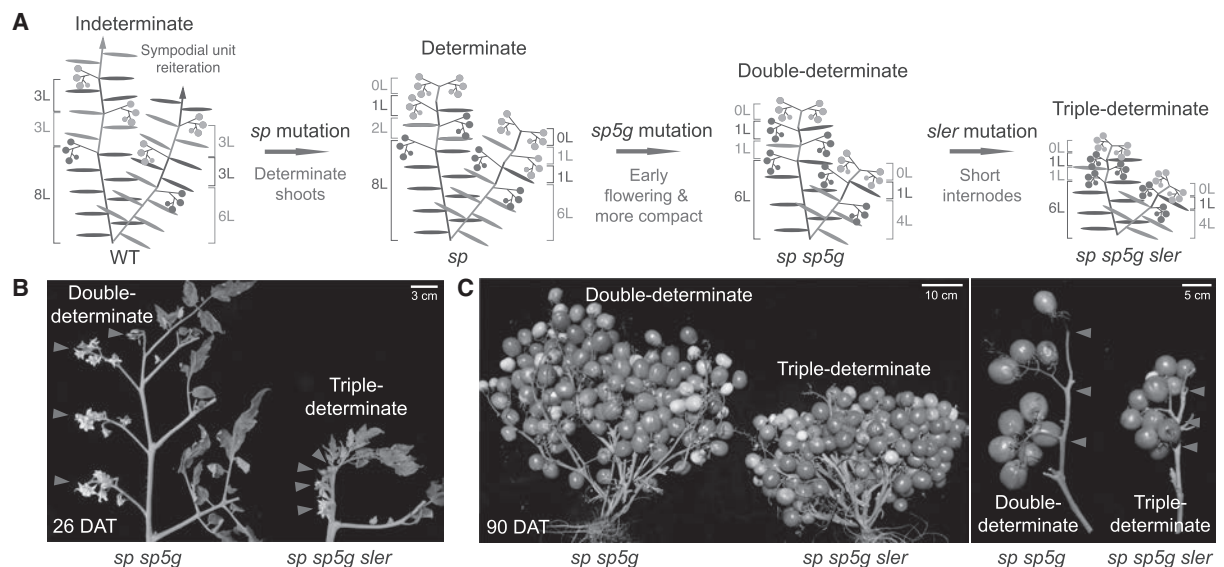 A
Indeterminate
Sympodial unit
reiteration
3L
3L
8L
3L
3L
6L
WT
sp mutation
Determinate
shoots
Determinate
0L
1L
2L
8L
0L
1L
1L
6L
sp
sp5g mutation
Early
flowering &
more compact
Double-determinate
0L
1L
1L
6L
0L
1L
4L
sp sp5g
sler mutation
Short
internodes
Triple-determinate
0L
1L
1L
6L
0L
1L
4L
sp sp5g sler
B
Double-
determinate
3 cm
Triple-
determinate
26 DAT
sp sp5g
sp sp5g sler
C
Double-determinate
10 cm
Triple-determinate
90 DAT
sp sp5g
sp sp5g sler
5 cm
Double-
determinate
Triple-
determinate
sp sp5g
sp sp5g sler